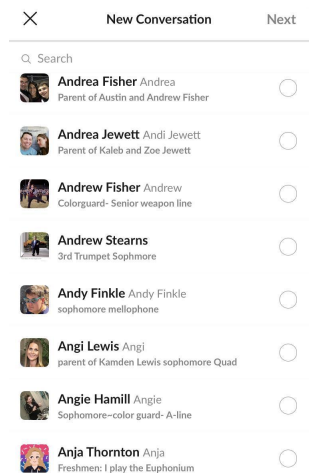 New Conversation
Next
Search
Andrea Fisher Andrea
Parent of Austin and Andrew Fisher
Andrea Jewett Andi Jewett
Parent of Kaleb and Zoe Jewett
Andrew Fisher Andrew
Colorguard- Senior weapon line
Andrew Stearns
3rd Trumpet Sophmore
Andy Finkle Andy Finkle
sophomore mellophone
Angi Lewis Angi
parent of Kamden Lewis sophomore Quad
Angie Hamill Angie
Sophomore~color guard- A-line
Anja Thornton Anja
Freshmen: I play the Euphonium